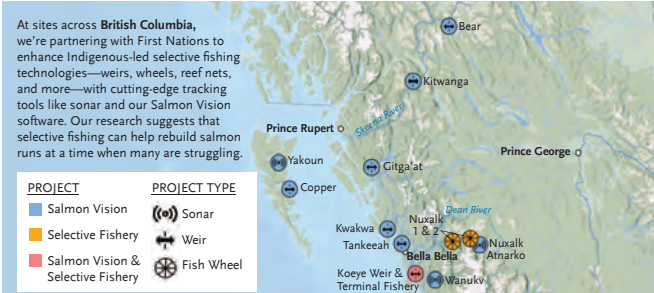 At sites across British Columbia,
we're partnering with First Nations to
enhance Indigenous-led selective fishing
technologies—weirs, wheels, reef nets,
and more—with cutting-edge tracking
tools like sonar and our Salmon Vision
software. Our research suggests that
selective fishing can help rebuild salmon
runs at a time when many are struggling.
PROJECT
Salmon Vision
Selective Fishery
Salmon Vision &
Selective Fishery
PROJECT TYPE
Sonar
Weir
Fish Wheel
Bear
Kitwanga
Skeena River
Prince Rupert
Prince George
Yakoun
Gitga'at
Copper
Dean River
Nuxalk
1 & 2
Kwakwa
Tankeeah
Nuxalk
Atnarko
Bella Bella
Koeye Weir &
Terminal Fishery
Wanukv